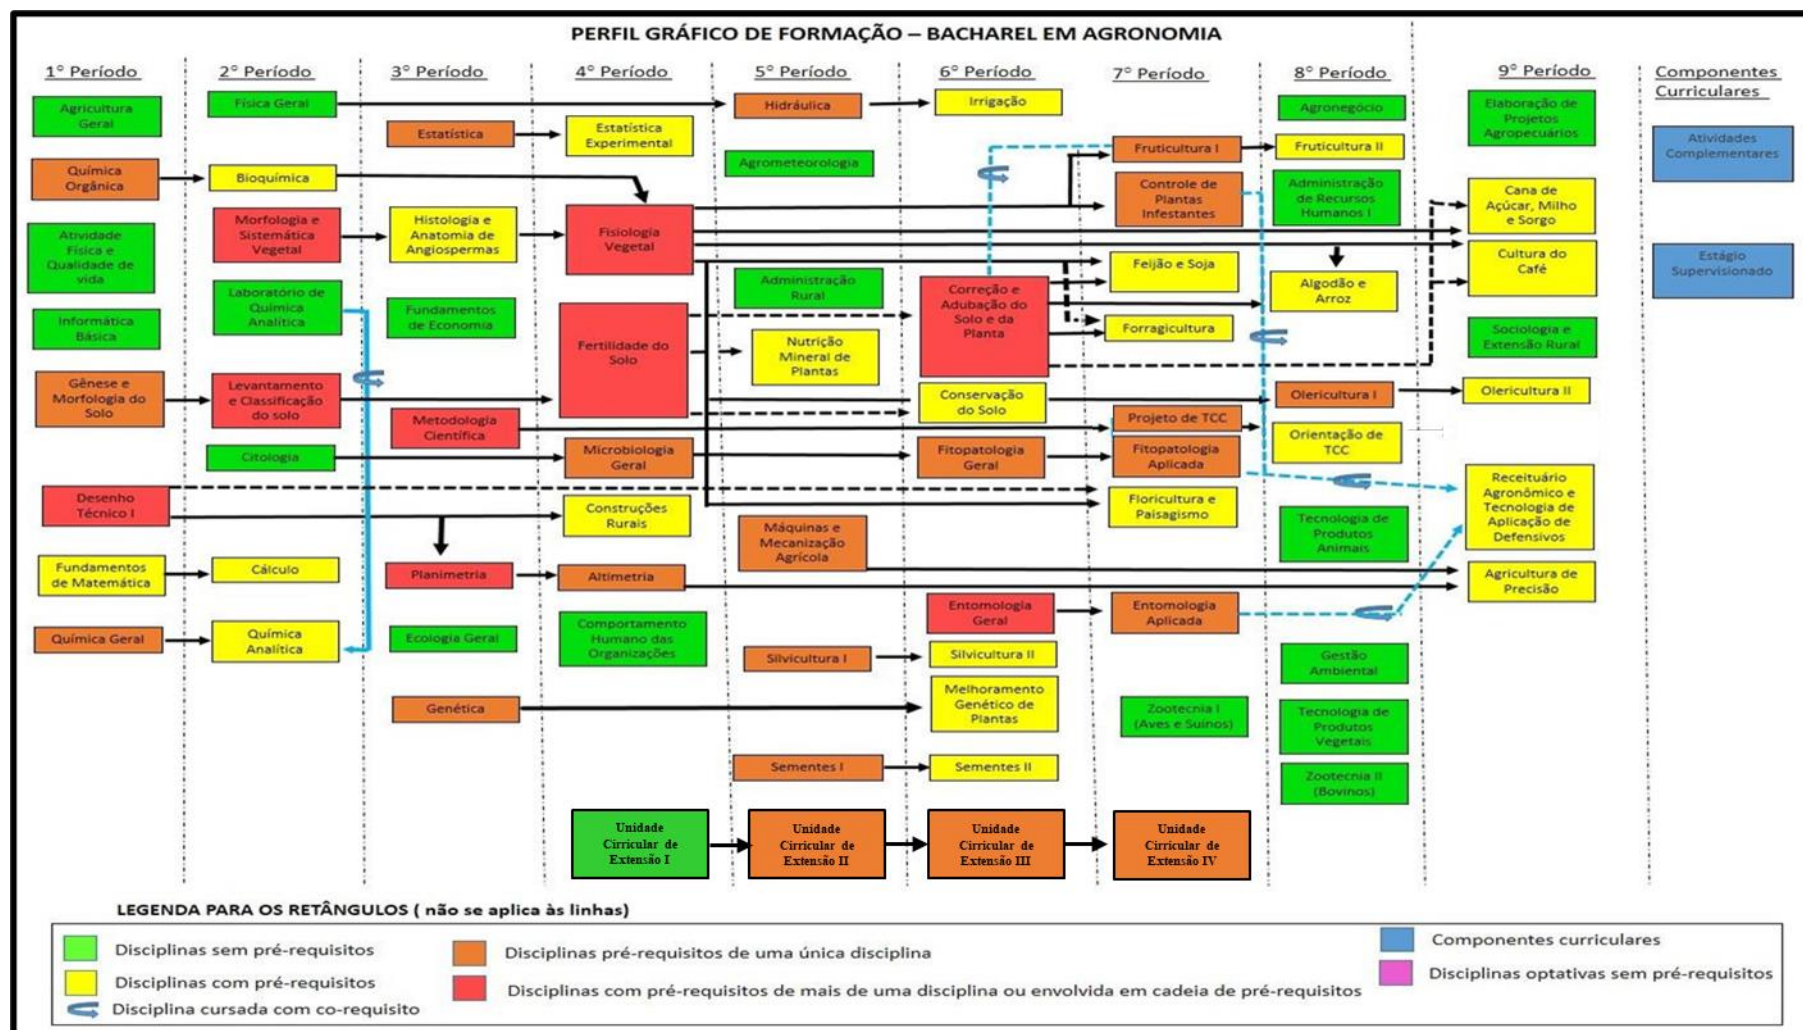 PERFIL GRÁFICO DE FORMAÇÃO – BACHAREL EM AGRONOMIA
1° Período
Agricultura
Geral
Química
Orgânica
Atividade
Física e
Qualidade de
vida
Informática
Básica
Gênese e
Morfologia do
Solo
Desenho
Técnico I
Fundamentos
de Matemática
Química Geral
2° Período
Física Geral
Bioquímica
Morfologia e
Sistemática
Vegetal
Laboratório de
Química
Analítica
Levantamento
e Classificação
do solo
Citologia
Cálculo
Química
Analítica
3° Período
Estatística
Histologia e
Anatomia de
Angiospermas
Fundamentos
de Economia
Metodologia
Científica
Planimetria
Ecologia Geral
Genética
4° Período
Estatística
Experimental
Fisiologia
Vegetal
Fertilidade do
Solo
Microbiologia
Geral
Construções
Rurais
Altimetria
Comportamento
Humano das
Organizações
Unidade
Cirricular de
Extensão I
5° Período
Hidráulica
Agrometeorologia
Administração
Rural
Nutrição
Mineral de
Plantas
Máquinas e
Mecanização
Agrícola
Silvicultura I
Sementes I
Unidade
Cirricular de
Extensão II
6° Período
Irrigação
Correção e
Adubação do
Solo e da
Planta
Conservação
do Solo
Fitopatologia
Geral
Entomologia
Geral
Silvicultura II
Melhoramento
Genético de
Plantas
Sementes II
Unidade
Cirricular de
Extensão III
7° Período
Fruticultura I
Controle de
Plantas
Infestantes
Feijão e Soja
Forragicultura
Projeto de TCC
Fitopatologia
Aplicada
Floricultura e
Paisagismo
Entomologia
Aplicada
Zootecnia I
(Aves e Suínos)
Unidade
Cirricular de
Extensão IV
8° Período
Agronegócio
Fruticultura II
Administração
de Recursos
Humanos I
Algodão e
Arroz
Olericultura I
Orientação de
TCC
Tecnologia de
Produtos
Animais
Gestão
Ambiental
Tecnologia de
Produtos
Vegetais
Zootecnia II
(Bovinos)
9° Período
Elaboração de
Projetos
Agropecuários
Cana de
Açúcar, Milho
e Sorgo
Cultura do
Café
Sociologia e
Extensão Rural
Olericultura II
Receituário
Agronômico e
Tecnologia de
Aplicação de
Defensivos
Agricultura de
Precisão
Componentes
Curriculares
Atividades
Complementares
Estágio
Supervisionado
LEGENDA PARA OS RETÂNGULOS ( não se aplica às linhas)
Disciplinas sem pré-requisitos
Disciplinas com pré-requisitos
Disciplina cursada com co-requisito
Disciplinas pré-requisitos de uma única disciplina
Disciplinas com pré-requisitos de mais de uma disciplina ou envolvida em cadeia de pré-requisitos
Componentes curriculares
Disciplinas optativas sem pré-requisitos